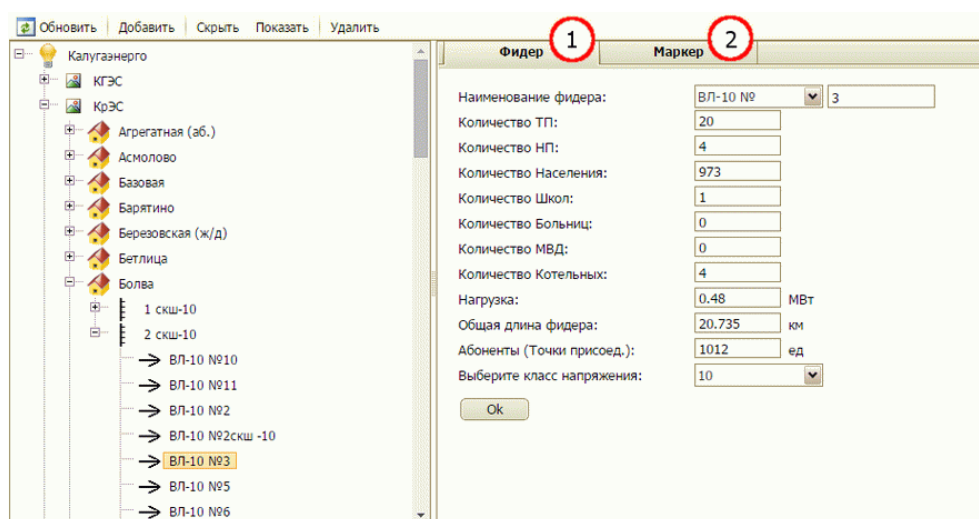 Обновить Добавить Скрыть Показать Удалить
Калугаэнерго
КГЭС
КрЭС
Агрегатная (аб.)
Асмолово
Базовая
Барятино
Березовская (ж/д)
Бетлица
Болва
1 скш-10
2 скш-10
ВЛ-10 №10
ВЛ-10 №11
ВЛ-10 №2
ВЛ-10 №2скш -10
ВЛ-10 №3
ВЛ-10 №5
ВЛ-10 №6
Фидер 1 Маркер 2
Наименование фидера: ВЛ-10 № 3
Количество ТП: 20
Количество НП: 4
Количество Населения: 973
Количество Школ: 1
Количество Больниц: 0
Количество МВД: 0
Количество Котельных: 4
Нагрузка: 0.48 МВт
Общая длина фидера: 20.735 км
Абоненты (Точки присоед.): 1012 ед
Выберите класс напряжения: 10
Ok